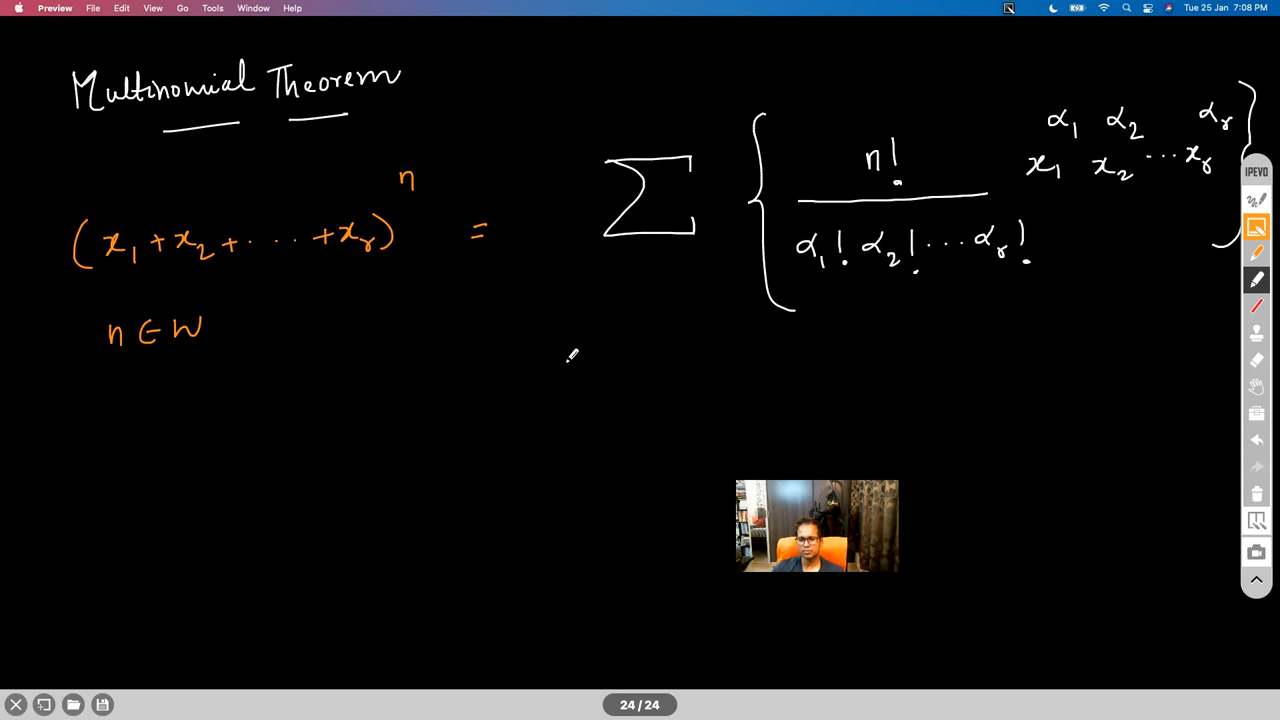 Preview File Edit View Go Tools Window Help Tue 25 Jan 7:08 PM
Multinomial Theorem
(x₁ + x₂ + . . . . + xᵣ)ⁿ = Σ { n! / α₁! α₂! . . . αᵣ! x₁^α₁ x₂^α₂ . . . xᵣ^αᵣ }
n ∈ W
IPEVO
24 / 24